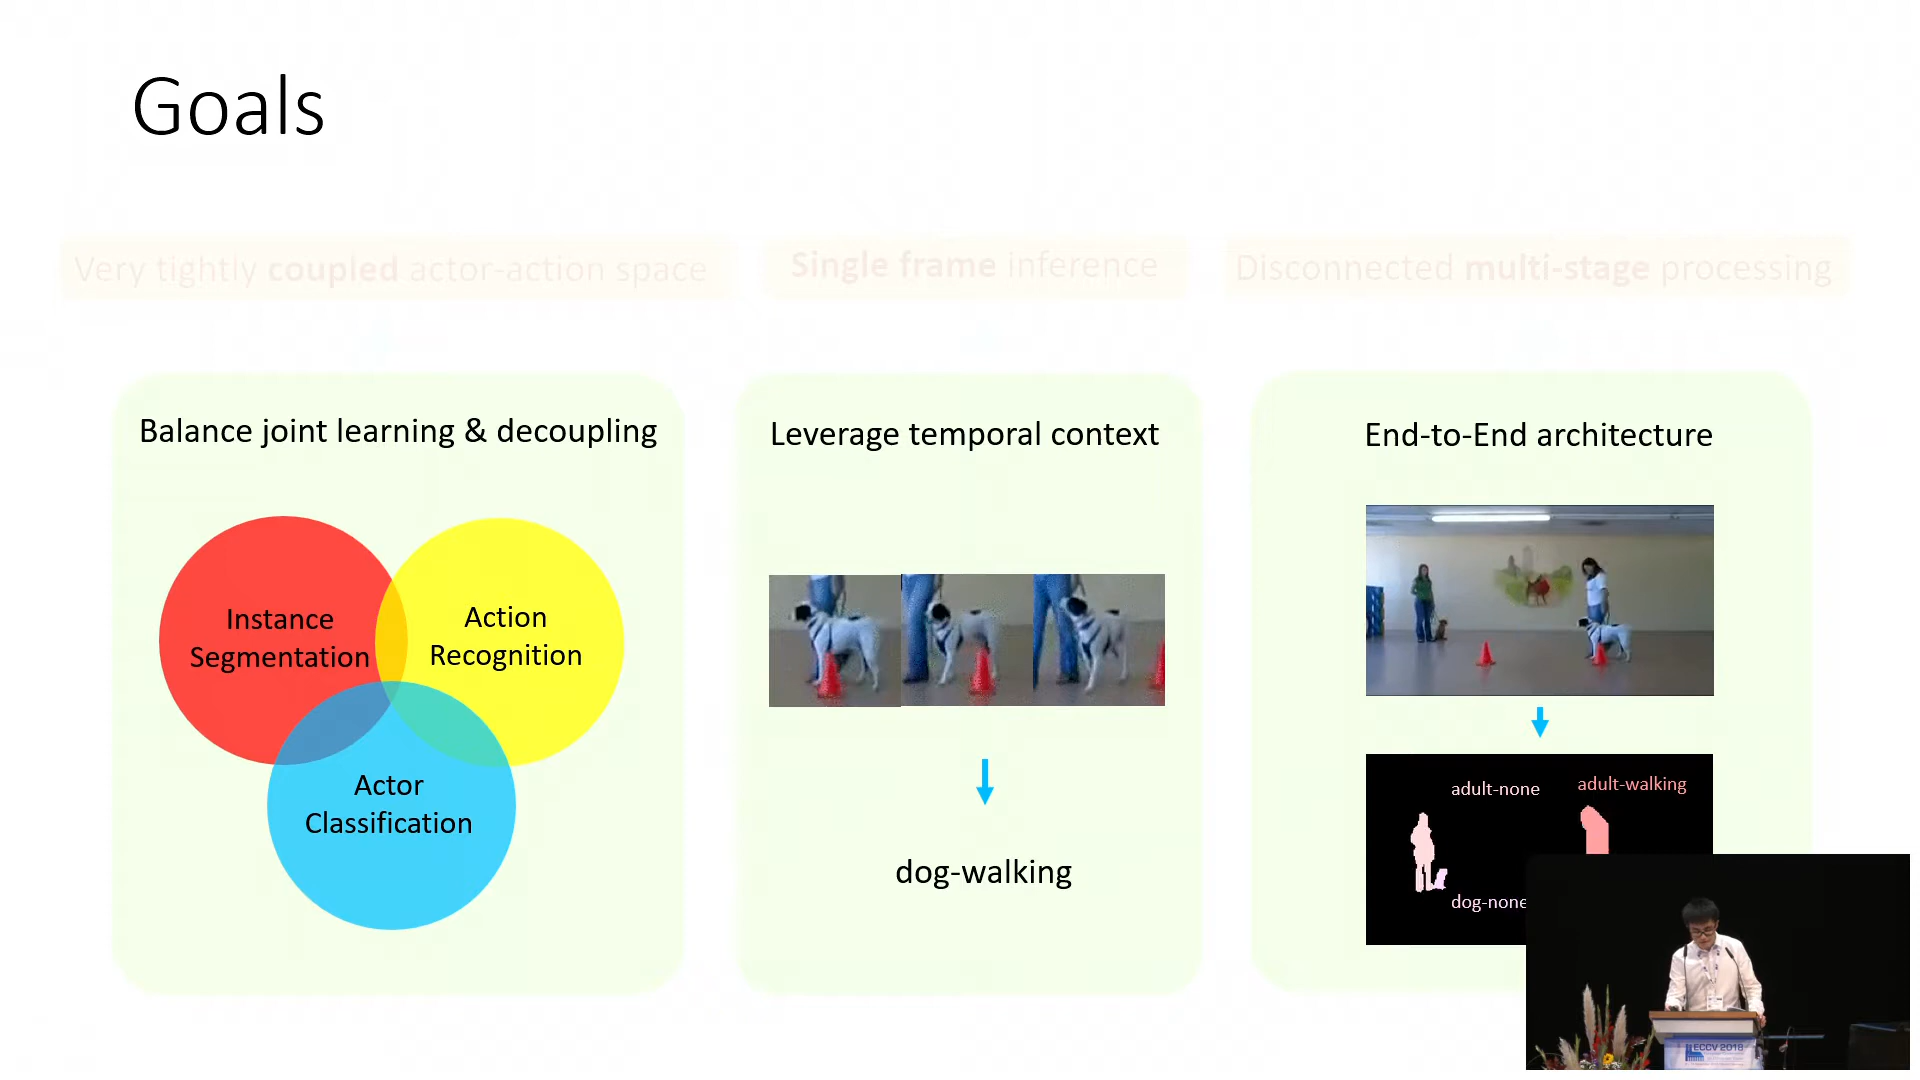 Goals
Very tightly coupled actor-action space
Single frame inference
Disconnected multi-stage processing
Balance joint learning & decoupling
Instance
Segmentation
Action
Recognition
Actor
Classification
Leverage temporal context
dog-walking
End-to-End architecture
adult-none
adult-walking
dog-none
ECCV 2018